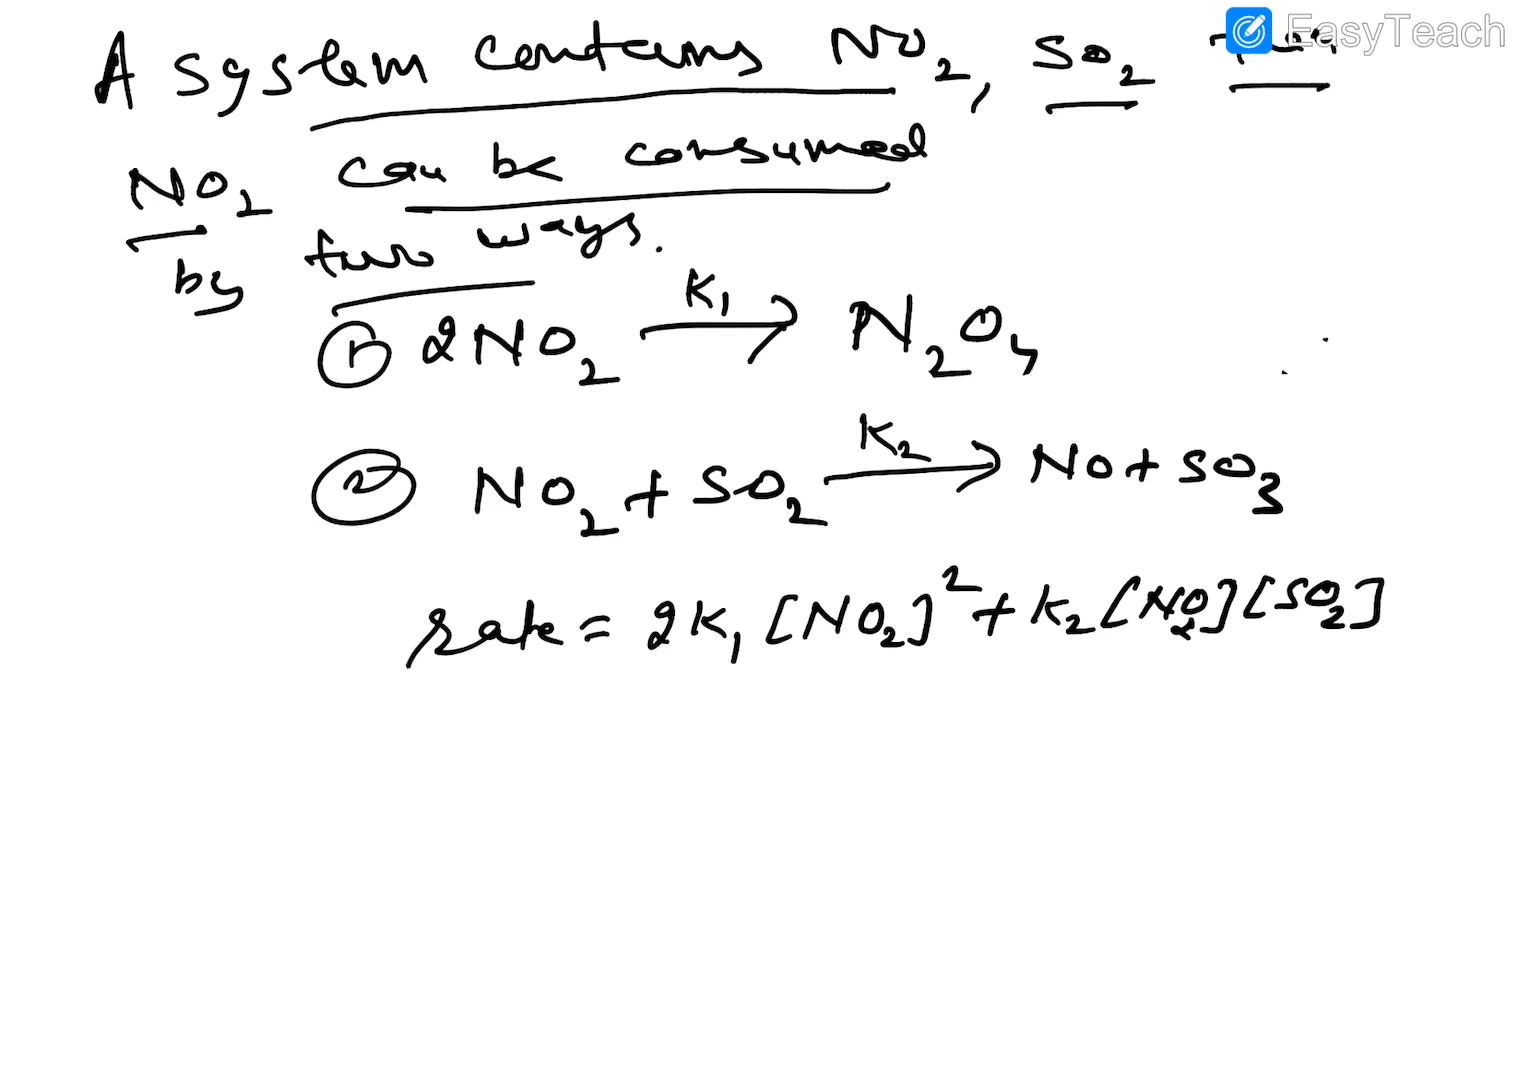 EasyTeach
A system contains NO₂, SO₂
NO₂ can be consumed
by two ways.
① 2NO₂ —K₁→ N₂O₄
② NO₂ + SO₂ —K₂→ NO + SO₃
rate = 2K₁[NO₂]² + K₂[NO₂][SO₂]